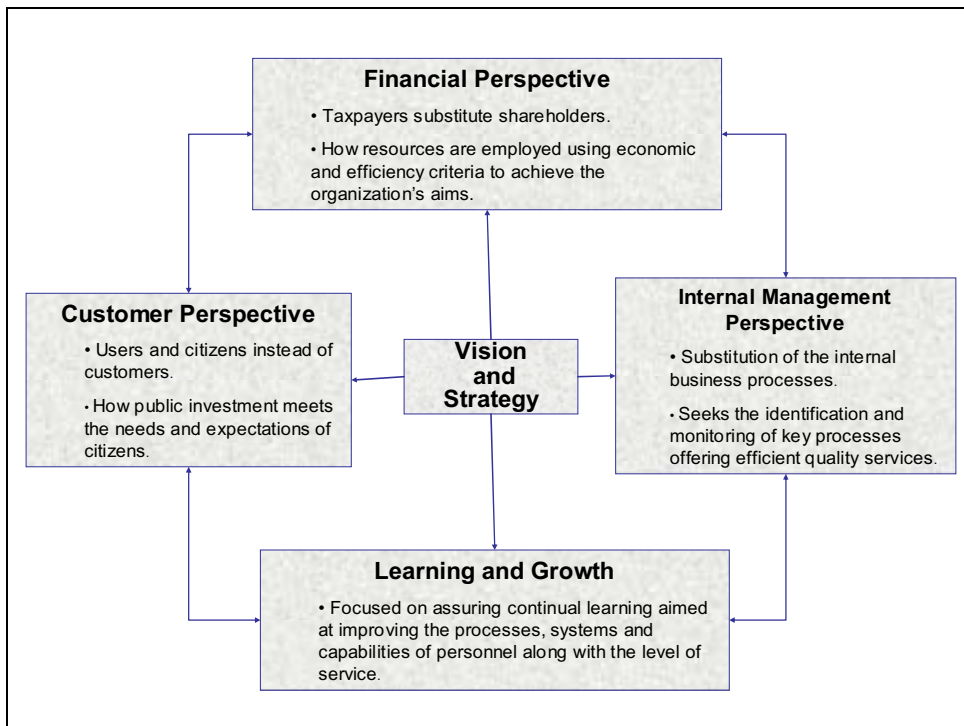 Financial Perspective
• Taxpayers substitute shareholders.
• How resources are employed using economic
and efficiency criteria to achieve the
organization’s aims.
Customer Perspective
• Users and citizens instead of
customers.
• How public investment meets
the needs and expectations of
citizens.
Vision
and
Strategy
Internal Management
Perspective
• Substitution of the internal
business processes.
• Seeks the identification and
monitoring of key processes
offering efficient quality services.
Learning and Growth
• Focused on assuring continual learning aimed
at improving the processes, systems and
capabilities of personnel along with the level of
service.